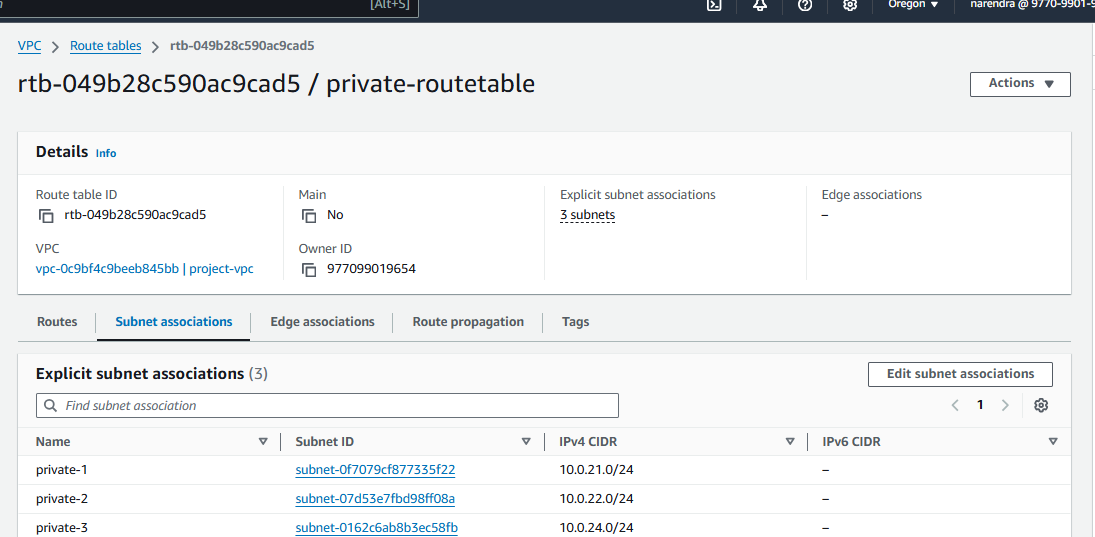 [Alt+S]
Oregon ▼
narendra @ 9770-9901-9
VPC > Route tables > rtb-049b28c590ac9cad5
rtb-049b28c590ac9cad5 / private-routetable
Actions ▼
Details Info
Route table ID
rtb-049b28c590ac9cad5
Main
No
Explicit subnet associations
3 subnets
Edge associations
–
VPC
vpc-0c9bf4c9beeb845bb | project-vpc
Owner ID
977099019654
Routes
Subnet associations
Edge associations
Route propagation
Tags
Explicit subnet associations (3)
Edit subnet associations
Find subnet association
< 1 >
Name Subnet ID IPv4 CIDR IPv6 CIDR
private-1 subnet-0f7079cf877335f22 10.0.21.0/24 –
private-2 subnet-07d53e7fbd98ff08a 10.0.22.0/24 –
private-3 subnet-0162c6ab8b3ec58fb 10.0.24.0/24 –